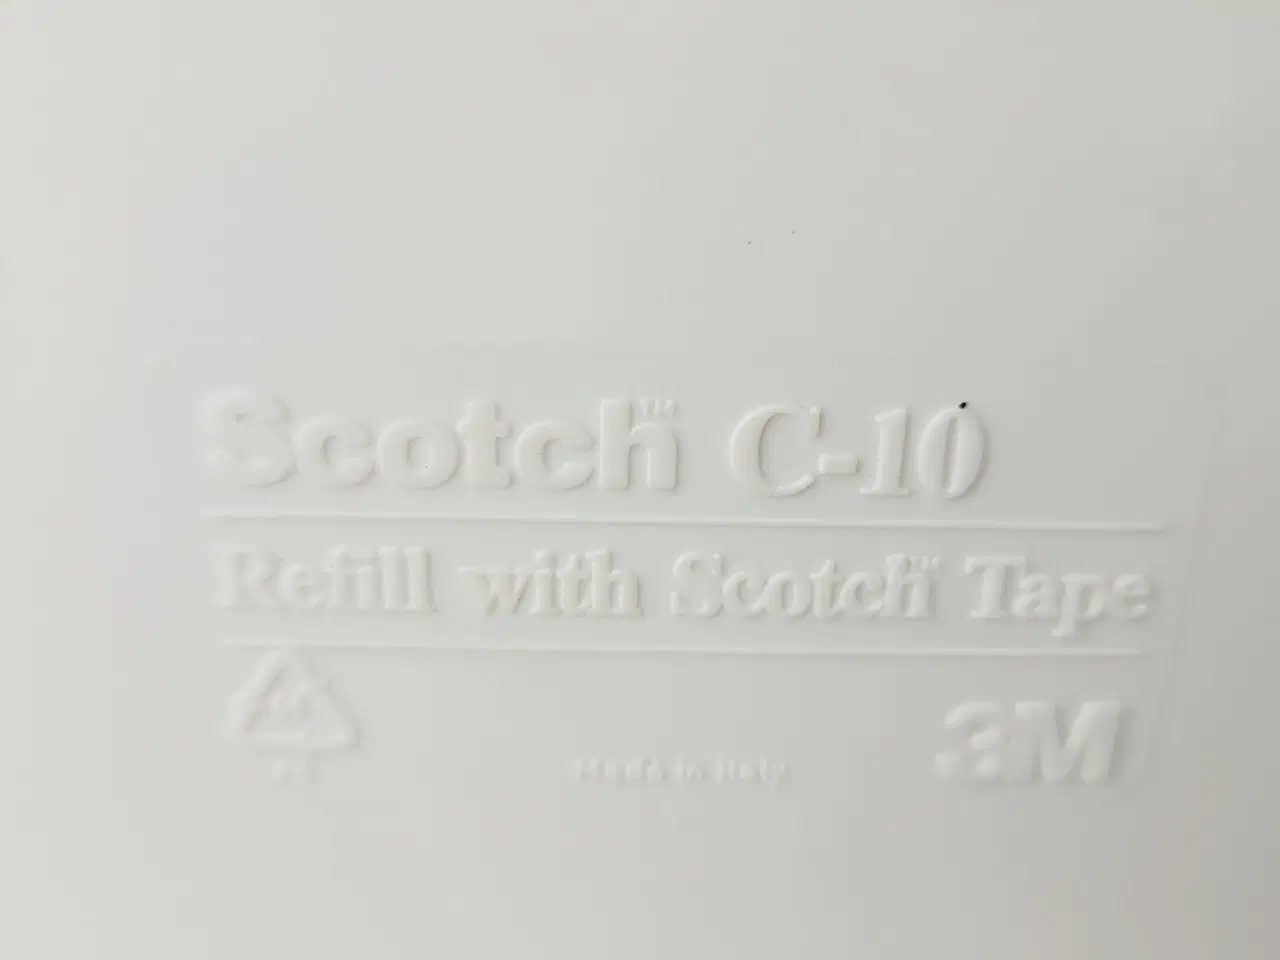 Scotch™ C-10
Refill with Scotch™ Tape
3M
Made in Italy